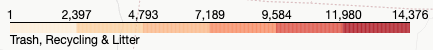 1 2,397 4,793 7,189 9,584 11,980 14,376
Trash, Recycling & Litter